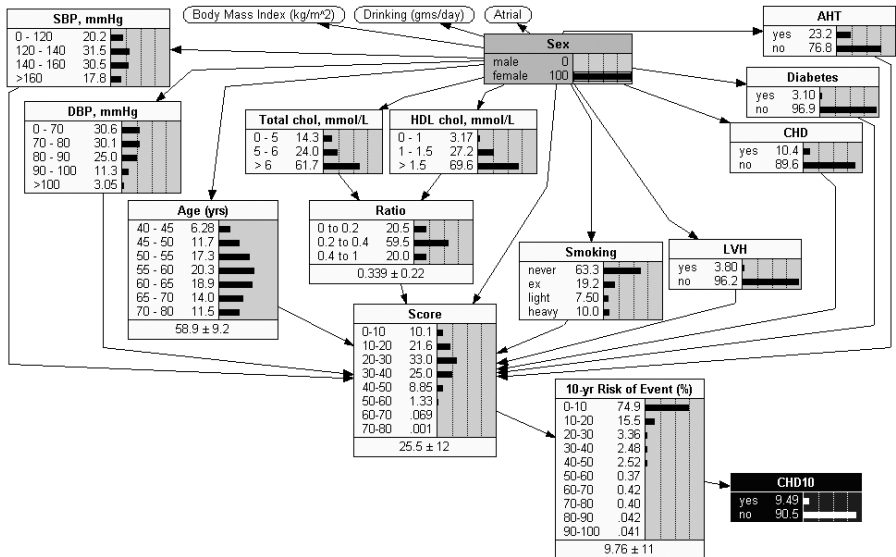 SBP, mmHg
0 - 120 20.2
120 - 140 31.5
140 - 160 30.5
>160 17.8
Body Mass Index (kg/m^2)
Drinking (gms/day)
Atrial
Sex
male 0
female 100
AHT
yes 23.2
no 76.8
Diabetes
yes 3.10
no 96.9
CHD
yes 10.4
no 89.6
DBP, mmHg
0 - 70 30.6
70 - 80 30.1
80 - 90 25.0
90 - 100 11.3
>100 3.05
Total chol, mmol/L
0 - 5 14.3
5 - 6 24.0
> 6 61.7
HDL chol, mmol/L
0 - 1 3.17
1 - 1.5 27.2
> 1.5 69.6
Age (yrs)
40 - 45 6.28
45 - 50 11.7
50 - 55 17.3
55 - 60 20.3
60 - 65 18.9
65 - 70 14.0
70 - 80 11.5
58.9 ± 9.2
Ratio
0 to 0.2 20.5
0.2 to 0.4 59.5
0.4 to 1 20.0
0.339 ± 0.22
Smoking
never 63.3
ex 19.2
light 7.50
heavy 10.0
LVH
yes 3.80
no 96.2
Score
0-10 10.1
10-20 21.6
20-30 33.0
30-40 25.0
40-50 8.85
50-60 1.33
60-70 .069
70-80 .001
25.5 ± 12
10-yr Risk of Event (%)
0-10 74.9
10-20 15.5
20-30 3.36
30-40 2.48
40-50 2.52
50-60 0.37
60-70 0.42
70-80 0.40
80-90 .042
90-100 .041
9.76 ± 11
CHD10
yes 9.49
no 90.5